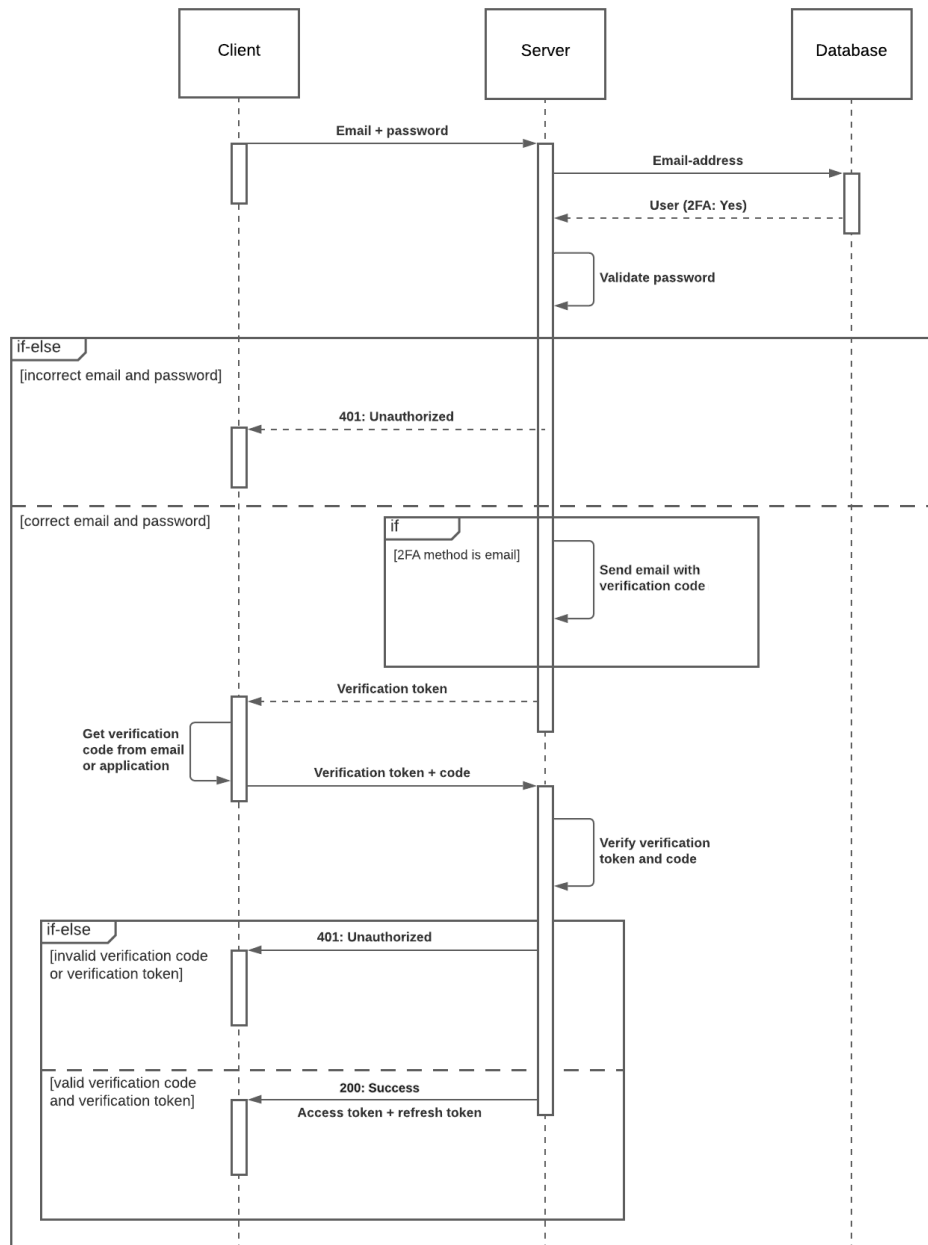 Client
Server
Database
Email + password
Email-address
User (2FA: Yes)
Validate password
if-else
[incorrect email and password]
401: Unauthorized
[correct email and password]
if
[2FA method is email]
Send email with
verification code
Verification token
Get verification
code from email
or application
Verification token + code
Verify verification
token and code
if-else
401: Unauthorized
[invalid verification code
or verification token]
[valid verification code
and verification token]
200: Success
Access token + refresh token